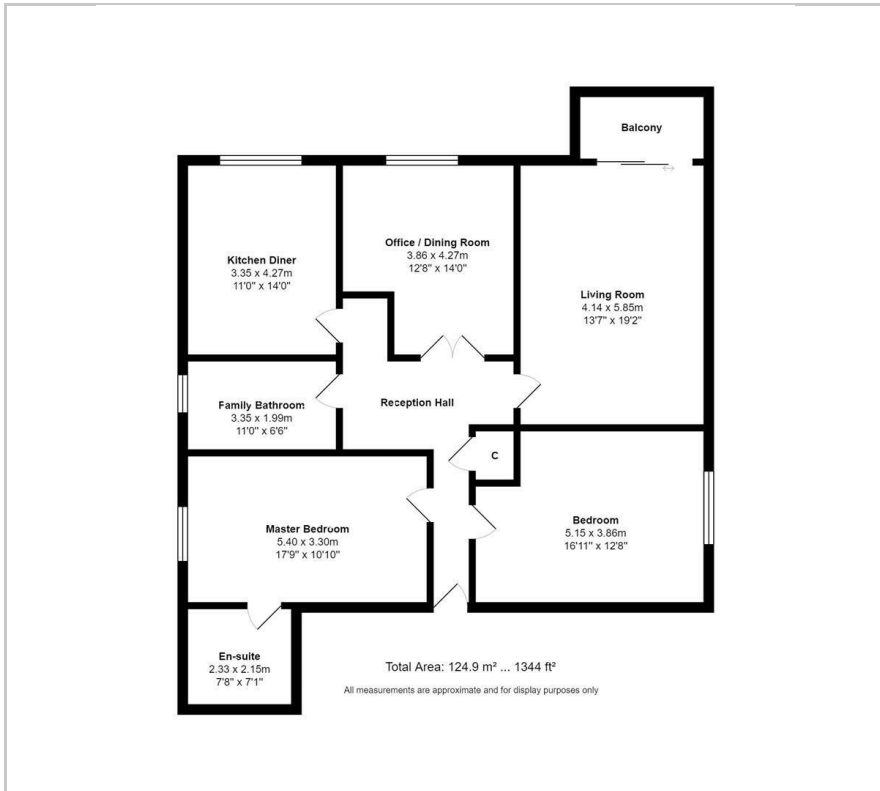 Balcony
Kitchen Diner
3.35 x 4.27m
11'0" x 14'0"
Office / Dining Room
3.86 x 4.27m
12'8" x 14'0"
Living Room
4.14 x 5.85m
13'7" x 19'2"
Family Bathroom
3.35 x 1.99m
11'0" x 6'6"
Reception Hall
C
Master Bedroom
5.40 x 3.30m
17'9" x 10'10"
Bedroom
5.15 x 3.86m
16'11" x 12'8"
En-suite
2.33 x 2.15m
7'8" x 7'1"
Total Area: 124.9 m² ... 1344 ft²
All measurements are approximate and for display purposes only